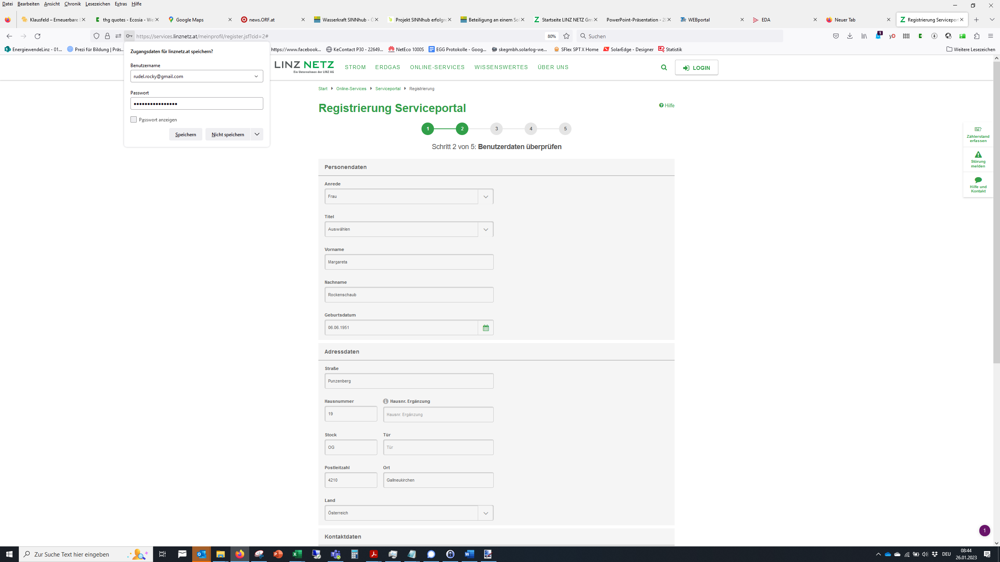 Datei Bearbeiten Ansicht Chronik Lesezeichen Extras Hilfe
Klausfeld – Erneuerbare E
thg quotes - Ecosia - We
Google Maps
news.ORF.at
Wasserkraft SINNhub - Ö
Projekt SINNhub erfolgre
Beteiligung an einem So
Startseite LINZ NETZ Gm
PowerPoint-Präsentation - 20
WEBportal
EDA
Neuer Tab
Registrierung Serviceport
https://services.linznetz.at/meinprofil/register.jsf?cid=2#
80%
Suchen
1
yD
EnergiewendeLinz - 01...
Prezi für Bildung | Präs...
https://www.facebook...
KeContact P30 - 22649...
NetEco 1000S
EGG Protokolle - Goog...
skegmbh.solarlog-we...
SFlex SPT X Home
SolarEdge - Designer
Statistik
Weitere Lesezeichen
Zugangsdaten für linznetz.at speichern?
Benutzername
rudel.rocky@gmail.com
Passwort
••••••••••••••••
Passwort anzeigen
Speichern
Nicht speichern
LINZ NETZ
Ein Unternehmen der LINZ AG
STROM ERDGAS ONLINE-SERVICES WISSENSWERTES ÜBER UNS
LOGIN
Start Online-Services Serviceportal Registrierung
Registrierung Serviceportal
Hilfe
1 2 3 4 5
Schritt 2 von 5: Benutzerdaten überprüfen
Zählerstand
erfassen
Störung
melden
Hilfe und
Kontakt
Personendaten
Anrede
Frau
Titel
Auswählen
Vorname
Margareta
Nachname
Rockenschaub
Geburtsdatum
06.06.1951
Adressdaten
Straße
Punzenberg
Hausnummer
Hausnr. Ergänzung
19
Hausnr. Ergänzung
Stock
Tür
OG
Tür
Postleitzahl
Ort
4210
Gallneukirchen
Land
Österreich
Kontaktdaten
1
Zur Suche Text hier eingeben
DEU
08:44
26.01.2023